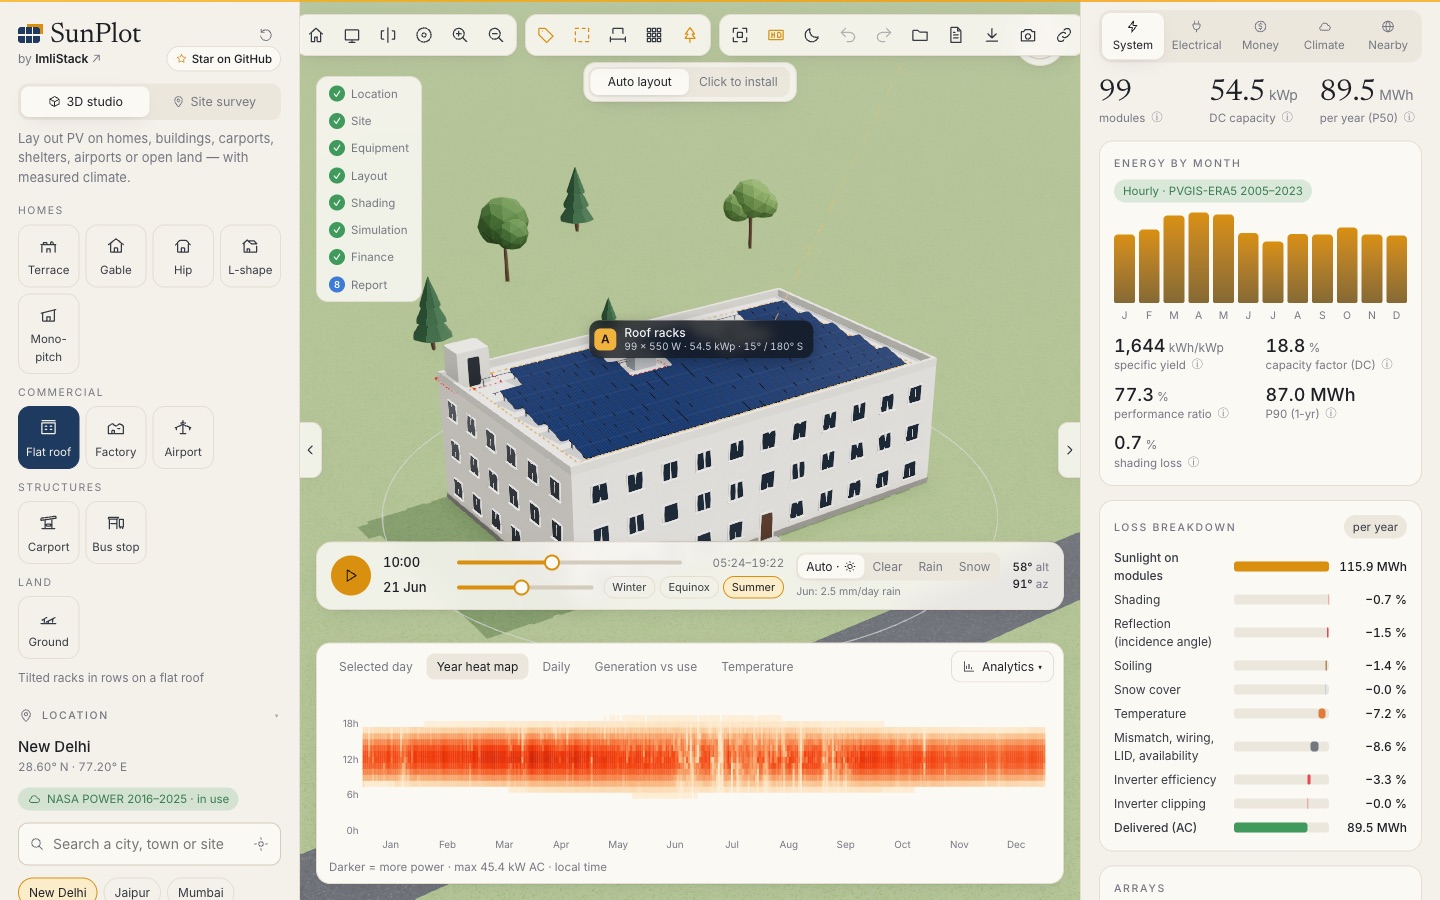 SunPlot
by ImliStack ↗
Star on GitHub
3D studio
Site survey
Lay out PV on homes, buildings, carports,
shelters, airports or open land — with
measured climate.
HOMES
Terrace
Gable
Hip
L-shape
Mono-
pitch
COMMERCIAL
Flat roof
Factory
Airport
STRUCTURES
Carport
Bus stop
LAND
Ground
Tilted racks in rows on a flat roof
LOCATION
New Delhi
28.60° N · 77.20° E
NASA POWER 2016–2025 · in use
Search a city, town or site
New Delhi
Jaipur
Mumbai
HD
Auto layout
Click to install
Location
Site
Equipment
Layout
Shading
Simulation
Finance
8 Report
A
Roof racks
99 × 550 W · 54.5 kWp · 15° / 180° S
10:00
05:24–19:22
21 Jun
Winter
Equinox
Summer
Auto ·
Clear
Rain
Snow
Jun: 2.5 mm/day rain
58° alt
91° az
Selected day
Year heat map
Daily
Generation vs use
Temperature
Analytics
18h
12h
6h
0h
Jan Feb Mar Apr May Jun Jul Aug Sep Oct Nov Dec
Darker = more power · max 45.4 kW AC · local time
System
Electrical
Money
Climate
Nearby
99
modules
54.5 kWp
DC capacity
89.5 MWh
per year (P50)
ENERGY BY MONTH
Hourly · PVGIS-ERA5 2005–2023
J F M A M J J A S O N D
1,644 kWh/kWp
specific yield
18.8 %
capacity factor (DC)
77.3 %
performance ratio
87.0 MWh
P90 (1-yr)
0.7 %
shading loss
LOSS BREAKDOWN
per year
Sunlight on
modules
115.9 MWh
Shading
−0.7 %
Reflection
(incidence angle)
−1.5 %
Soiling
−1.4 %
Snow cover
−0.0 %
Temperature
−7.2 %
Mismatch, wiring,
LID, availability
−8.6 %
Inverter efficiency
−3.3 %
Inverter clipping
−0.0 %
Delivered (AC)
89.5 MWh
ARRAYS